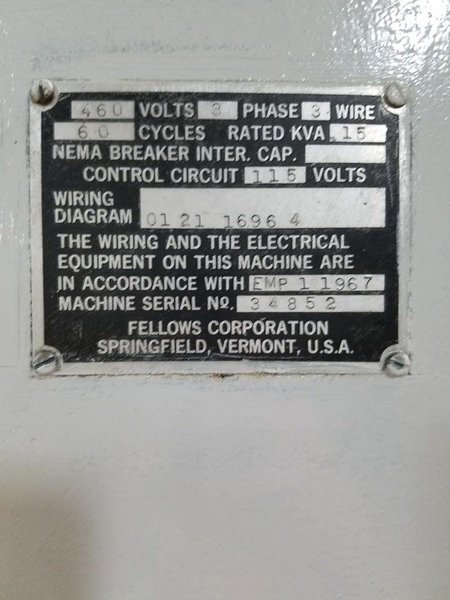 460 VOLTS 3 PHASE 3 WIRE
60 CYCLES RATED KVA 15
NEMA BREAKER INTER. CAP.
CONTROL CIRCUIT 115 VOLTS
WIRING
DIAGRAM 01 21 1696 4
THE WIRING AND THE ELECTRICAL
EQUIPMENT ON THIS MACHINE ARE
IN ACCORDANCE WITH EMP 1 1967
MACHINE SERIAL NO. 34852
FELLOWS CORPORATION
SPRINGFIELD, VERMONT, U.S.A.